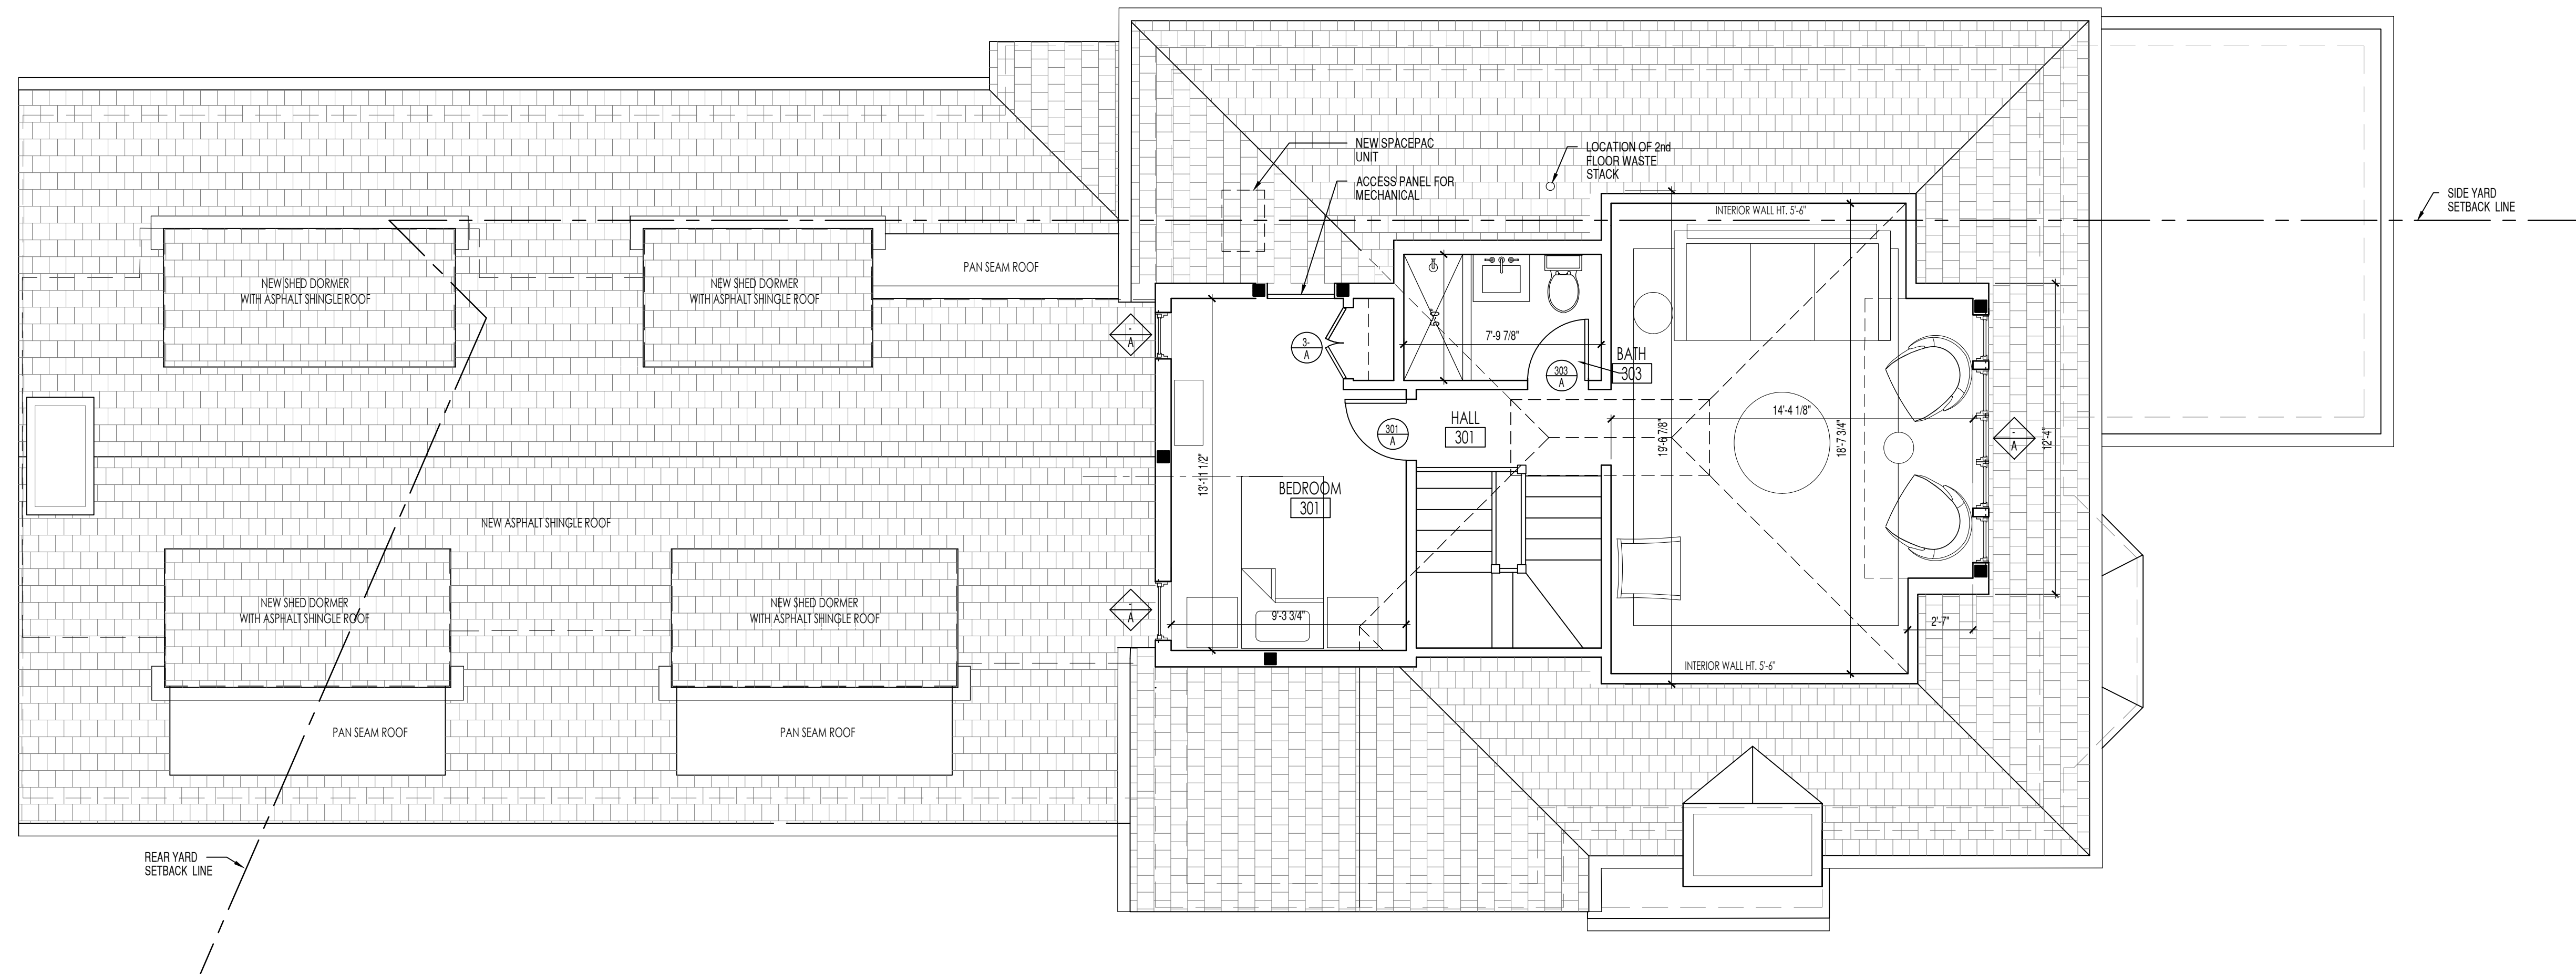 NEW SPACEPAC
UNIT
ACCESS PANEL FOR
MECHANICAL
LOCATION OF 2nd
FLOOR WASTE
STACK
SIDE YARD
SETBACK LINE
INTERIOR WALL HT. 5'-6"
PAN SEAM ROOF
NEW SHED DORMER
WITH ASPHALT SHINGLE ROOF
NEW SHED DORMER
WITH ASPHALT SHINGLE ROOF
-
A
3-
A
5-0
7'-9 7/8"
303
A
BATH
303
301
A
HALL
301
19'-6 7/8"
14'-4 1/8"
18'-7 3/4"
-
A
12'-4"
13'-11 1/2"
BEDROOM
301
NEW ASPHALT SHINGLE ROOF
NEW SHED DORMER
WITH ASPHALT SHINGLE ROOF
NEW SHED DORMER
WITH ASPHALT SHINGLE ROOF
-
A
9'-3 3/4"
2'-7"
INTERIOR WALL HT. 5'-6"
PAN SEAM ROOF
PAN SEAM ROOF
REAR YARD
SETBACK LINE